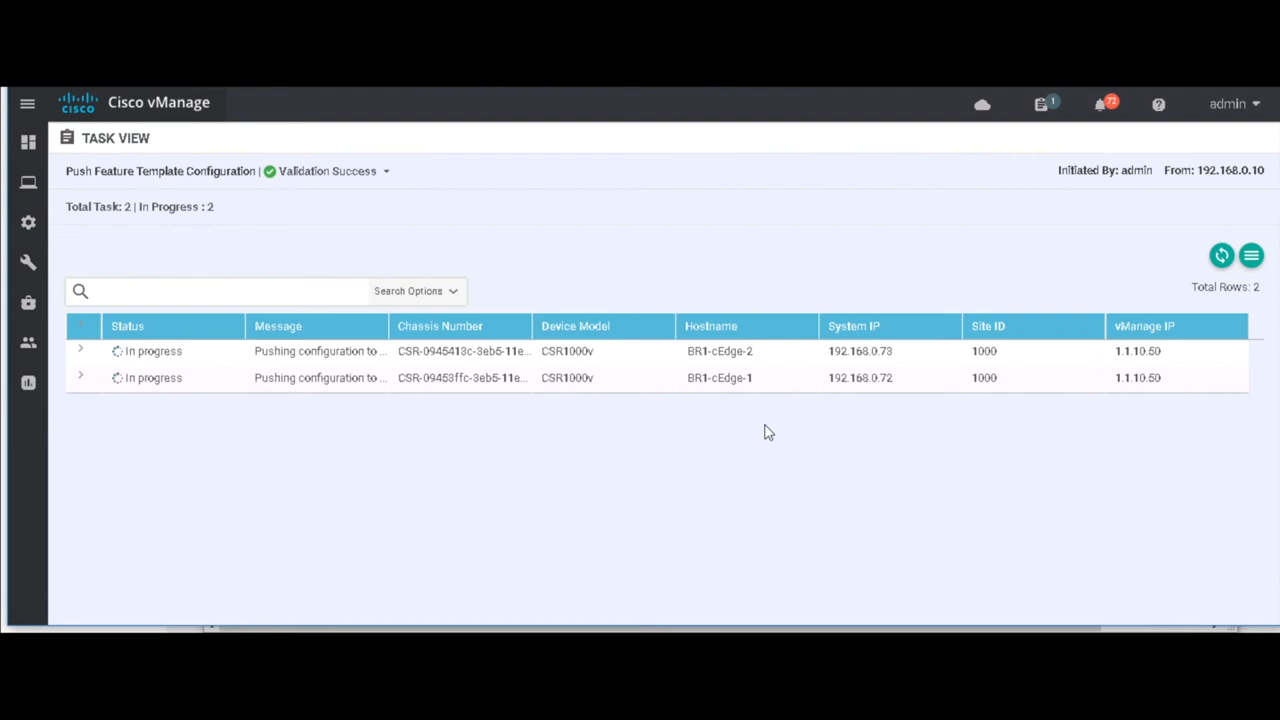 CISCO Cisco vManage 1 72 admin
TASK VIEW
Push Feature Template Configuration | Validation Success Initiated By: admin From: 192.168.0.10
Total Task: 2 | In Progress : 2
Search Options
Total Rows: 2
Status Message Chassis Number Device Model Hostname System IP Site ID vManage IP
In progress Pushing configuration to ... CSR-0945413c-3eb5-11e... CSR1000v BR1-cEdge-2 192.168.0.73 1000 1.1.10.50
In progress Pushing configuration to ... CSR-09453ffc-3eb5-11e... CSR1000v BR1-cEdge-1 192.168.0.72 1000 1.1.10.50